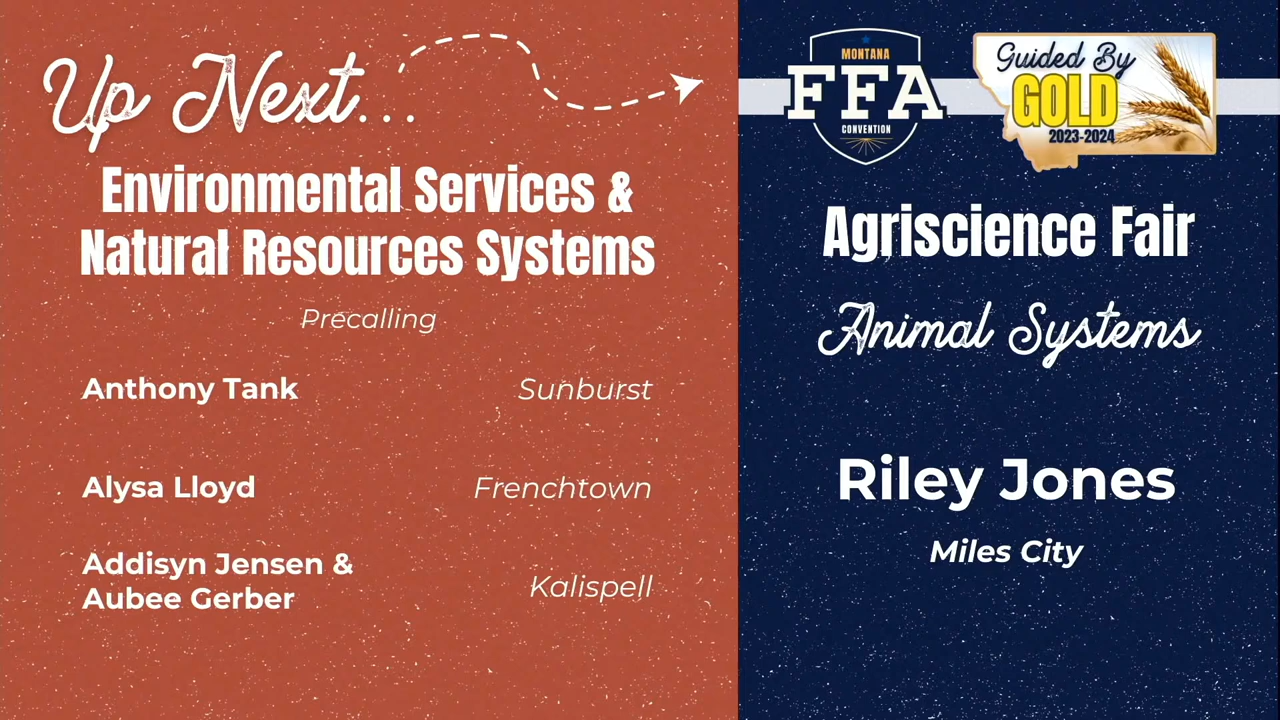 Up Next...
Environmental Services &
Natural Resources Systems
Precalling
Anthony Tank Sunburst
Alysa Lloyd Frenchtown
Addisyn Jensen &
Aubee Gerber
Kalispell
MONTANA
FFA
CONVENTION
Guided By
GOLD
2023-2024
Agriscience Fair
Animal Systems
Riley Jones
Miles City